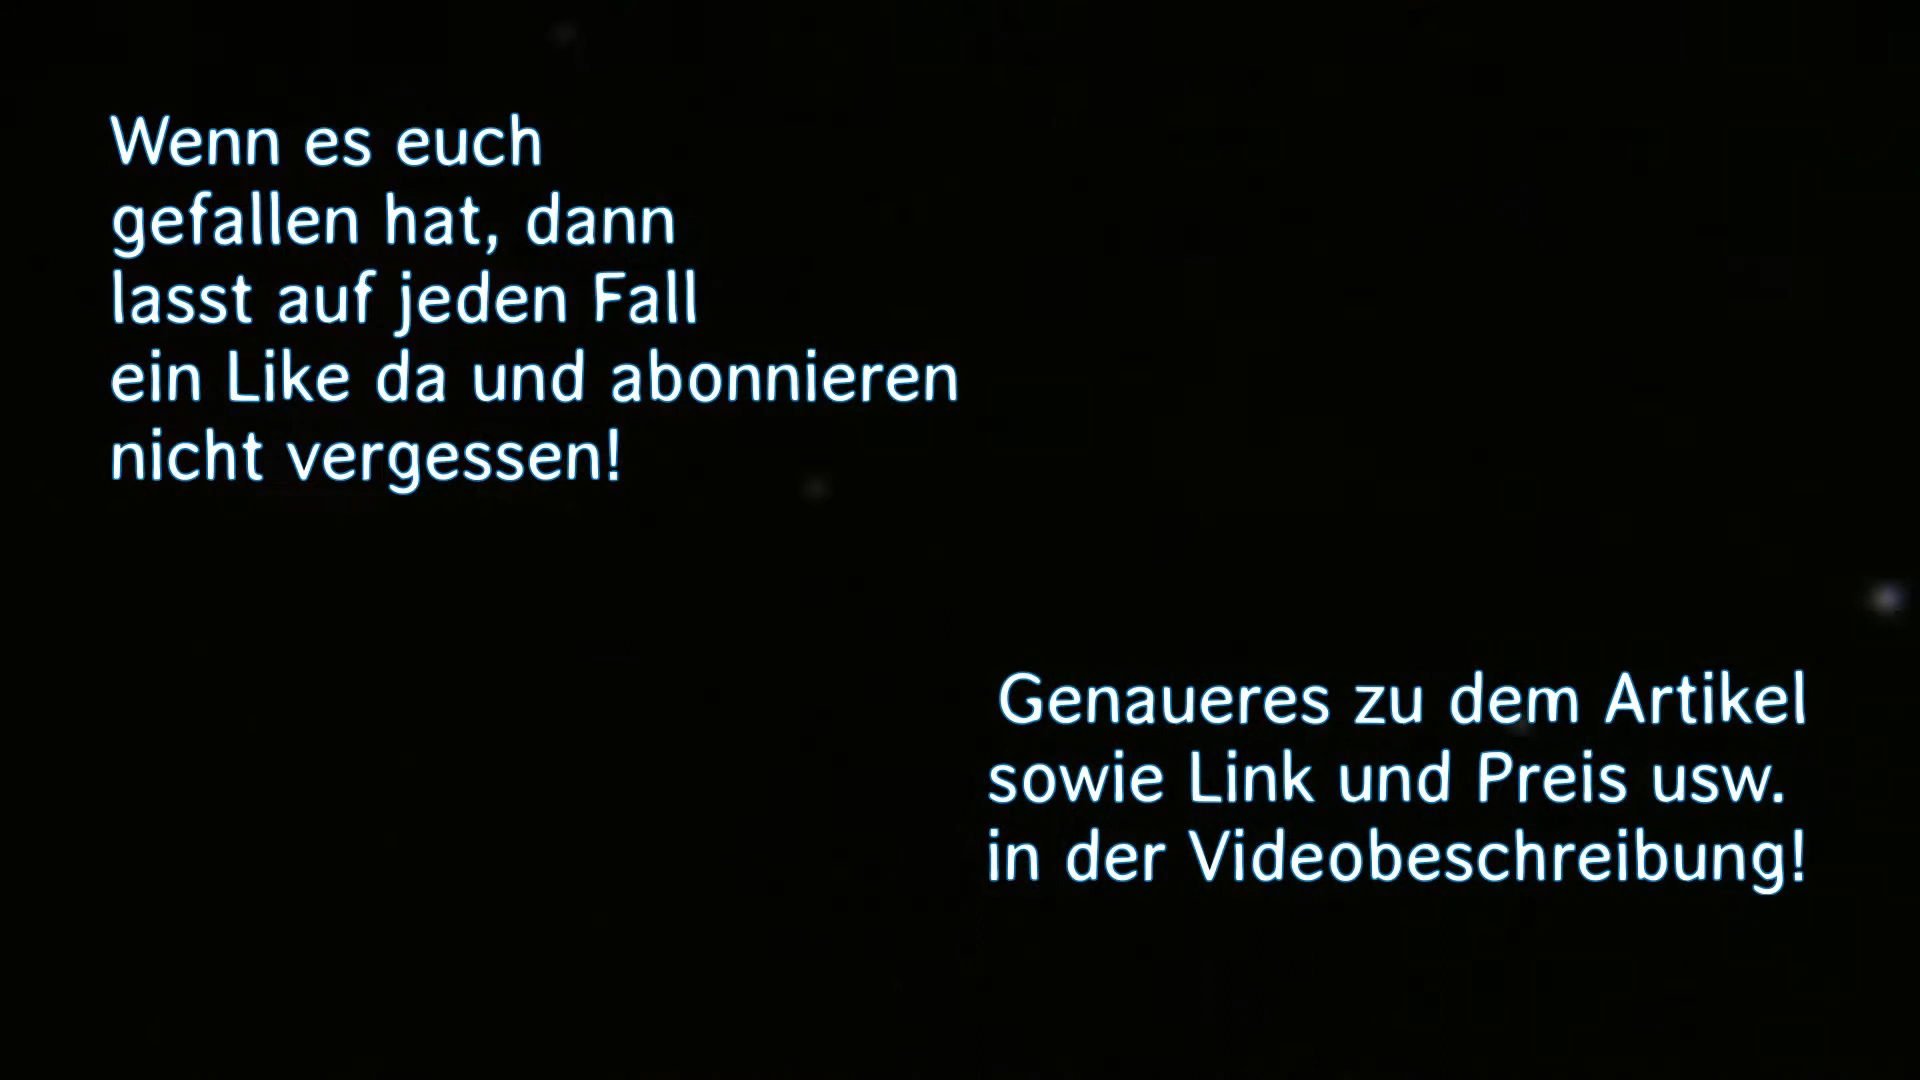 Wenn es euch
gefallen hat, dann
lasst auf jeden Fall
ein Like da und abonnieren
nicht vergessen!
Genaueres zu dem Artikel
sowie Link und Preis usw.
in der Videobeschreibung!